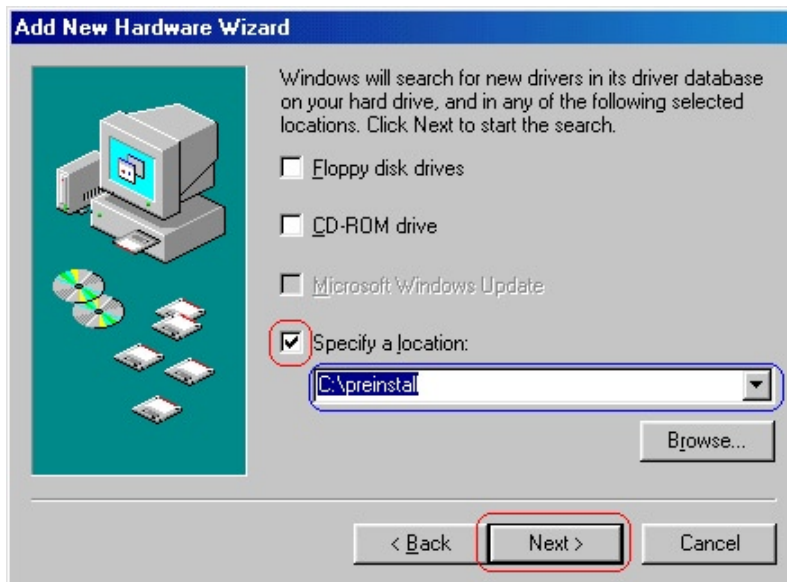 Add New Hardware Wizard
Windows will search for new drivers in its driver database
on your hard drive, and in any of the following selected
locations. Click Next to start the search.
Floppy disk drives
CD-ROM drive
Microsoft Windows Update
Specify a location:
C:\preinstall
Browse...
< Back
Next >
Cancel